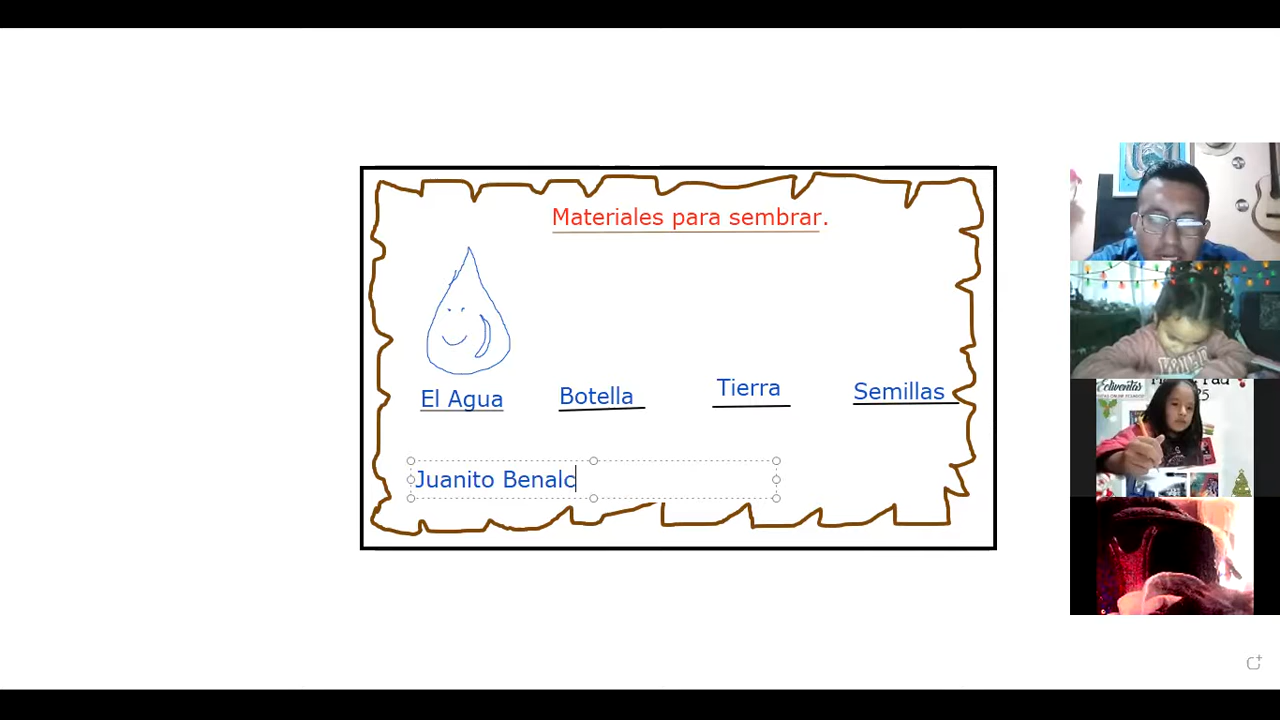 Materiales para sembrar.
El Agua
Botella
Tierra
Semillas
Juanito Benalc